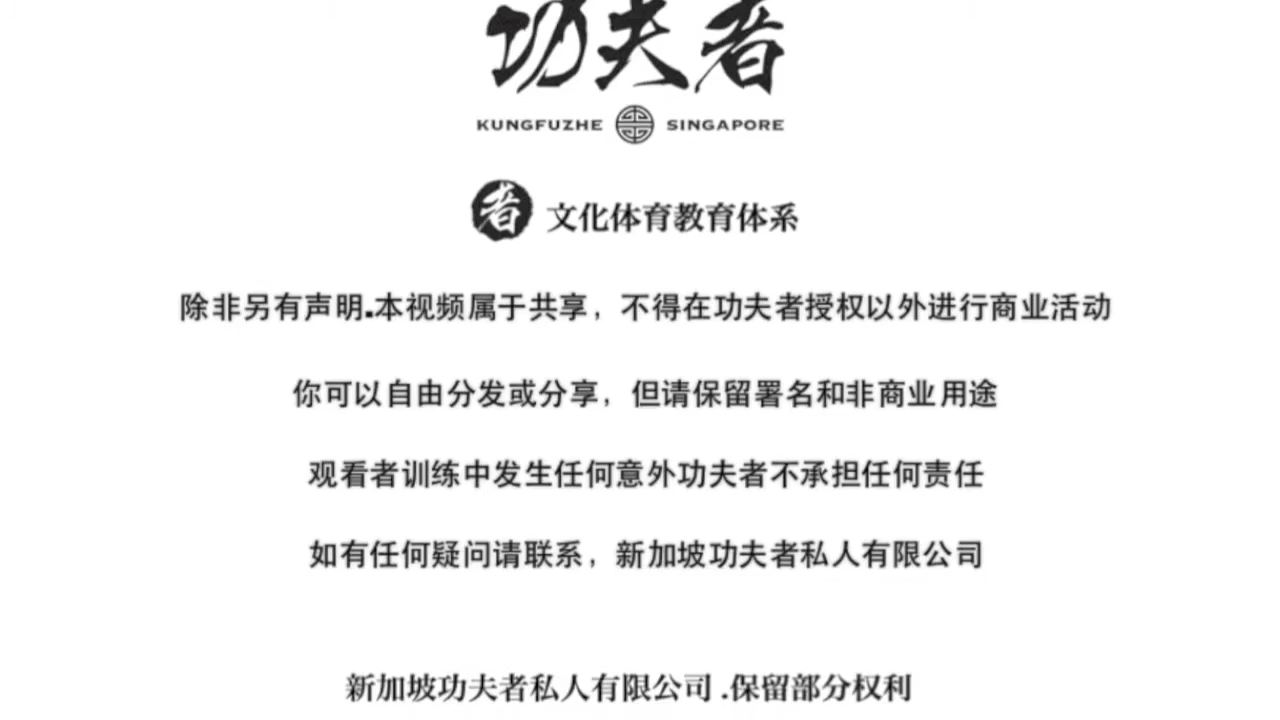 功夫者
KUNGFUZHE SINGAPORE
者 文化体育教育体系
除非另有声明.本视频属于共享，不得在功夫者授权以外进行商业活动
你可以自由分发或分享，但请保留署名和非商业用途
观看者训练中发生任何意外功夫者不承担任何责任
如有任何疑问请联系，新加坡功夫者私人有限公司
新加坡功夫者私人有限公司 .保留部分权利